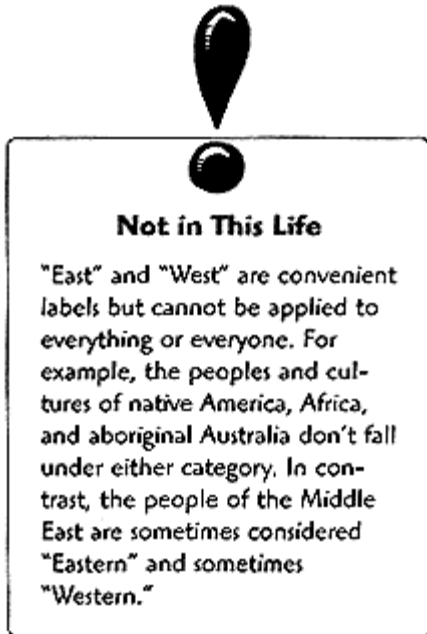 Not in This Life
"East" and "West" are convenient
labels but cannot be applied to
everything or everyone. For
example, the peoples and cul-
tures of native America, Africa,
and aboriginal Australia don't fall
under either category. In con-
trast, the people of the Middle
East are sometimes considered
"Eastern" and sometimes
"Western."